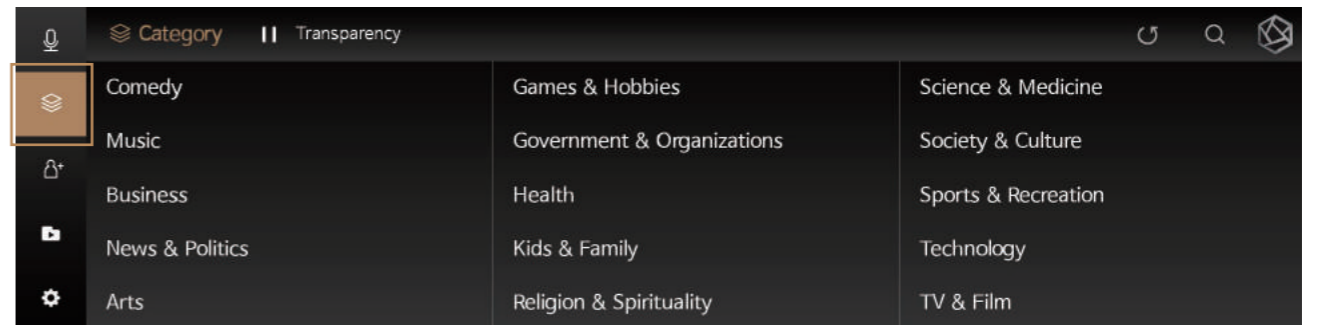 Category Transparency
Comedy
Music
Business
News & Politics
Arts
Games & Hobbies
Government & Organizations
Health
Kids & Family
Religion & Spirituality
Science & Medicine
Society & Culture
Sports & Recreation
Technology
TV & Film